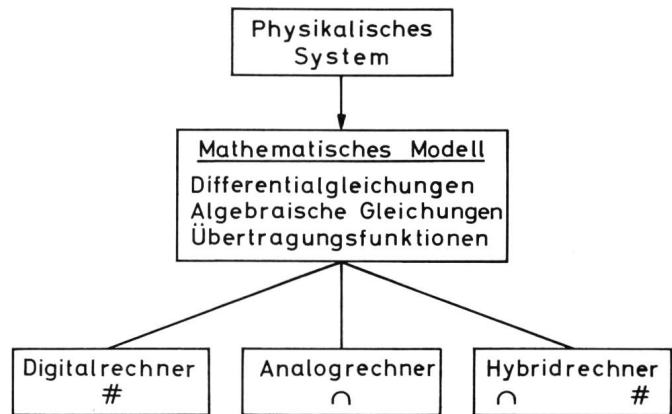 Physikalisches
System
Mathematisches Modell
Differentialgleichungen
Algebraische Gleichungen
Übertragungsfunktionen
Digitalrechner
#
Analogrechner
∩
Hybridrechner
∩ #